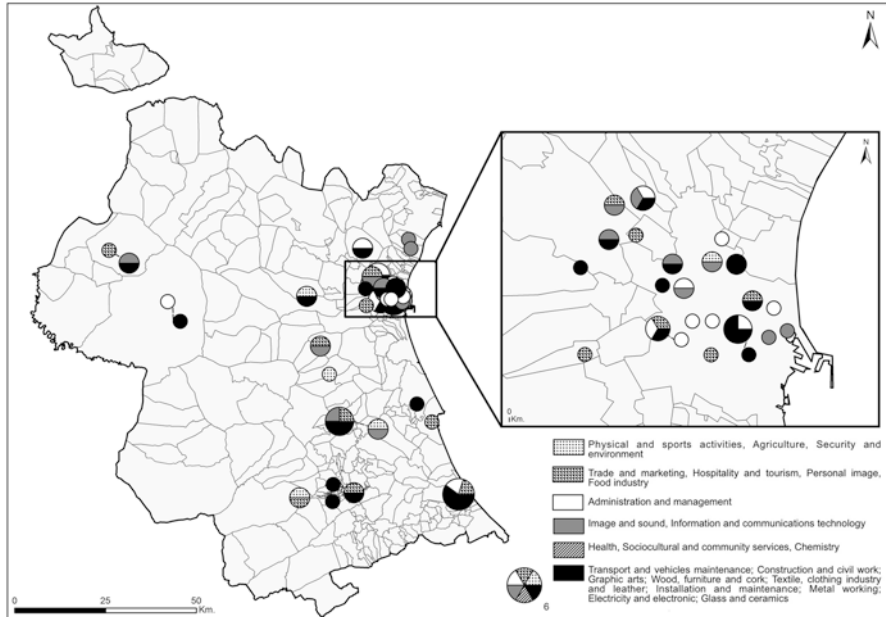 N
N
0
Km.
Physical and sports activities, Agriculture, Security and
environment
Trade and marketing, Hospitality and tourism, Personal image,
Food industry
Administration and management
Image and sound, Information and communications technology
Health, Sociocultural and community services, Chemistry
Transport and vehicles maintenance; Construction and civil work;
Graphic arts; Wood, furniture and cork; Textile, clothing industry
and leather; Installation and maintenance; Metal working;
Electricity and electronic; Glass and ceramics
6
0 25 50
Km.